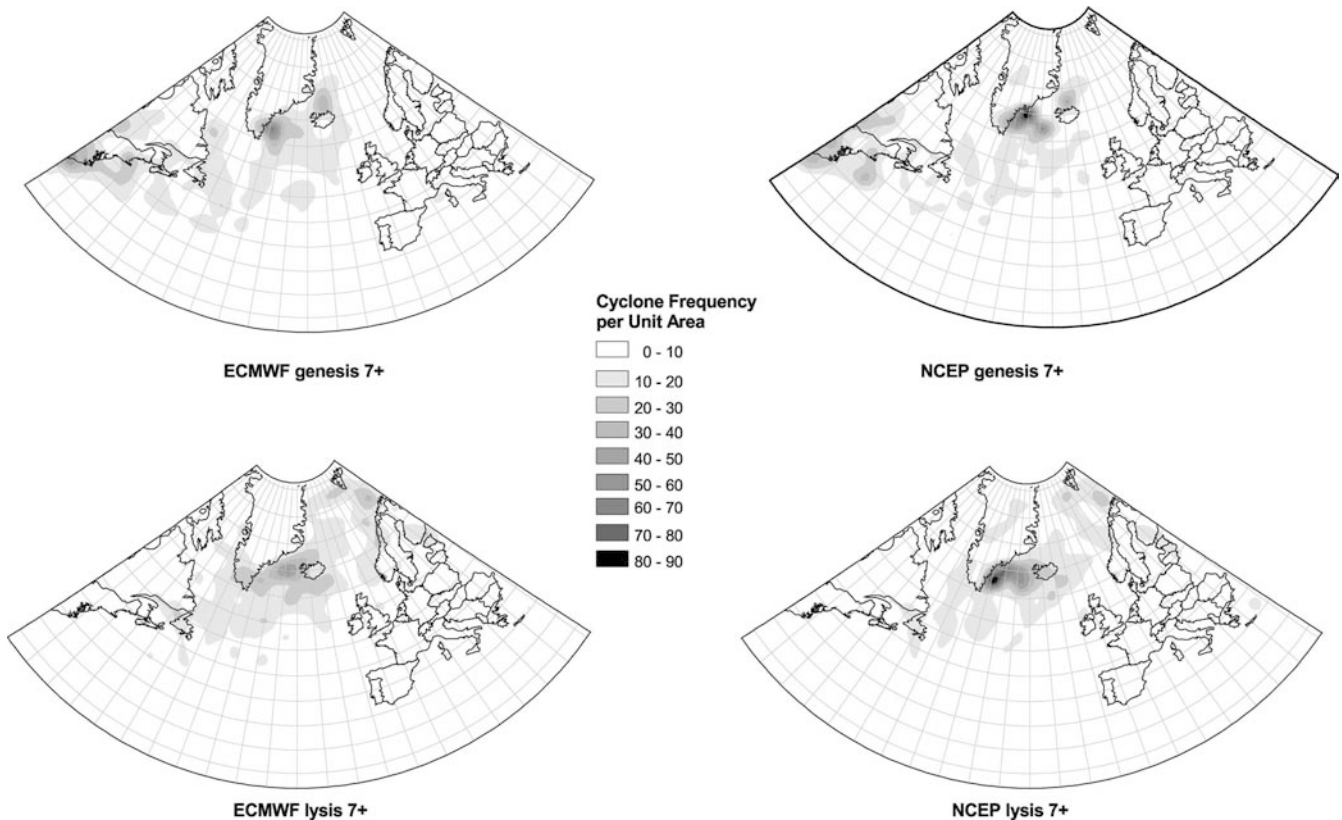 ECMWF genesis 7+
NCEP genesis 7+
Cyclone Frequency
per Unit Area
0 - 10
10 - 20
20 - 30
30 - 40
40 - 50
50 - 60
60 - 70
70 - 80
80 - 90
ECMWF lysis 7+
NCEP lysis 7+